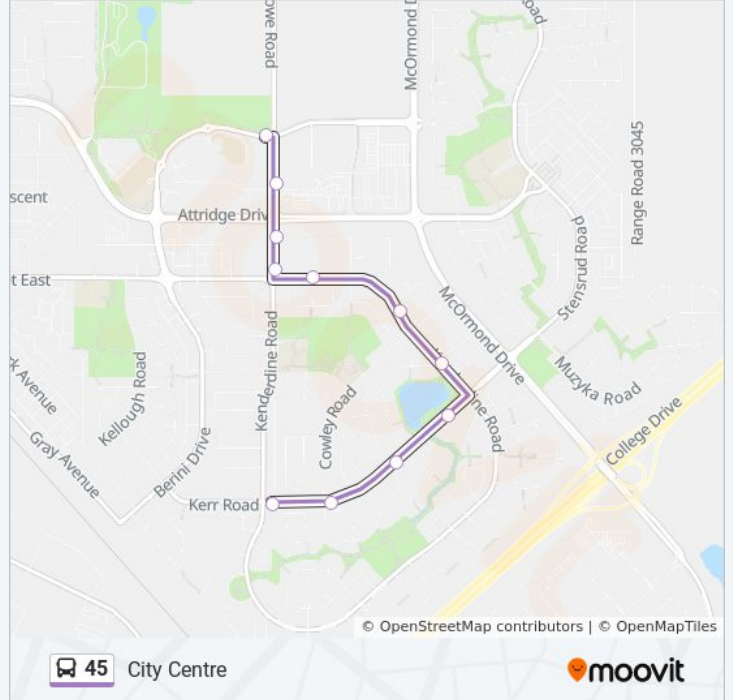 owe Road
McOrmond D
oad
Range Road 3045
scent
Attridge Driv
t East
Stensrud Road
McOrmond Drive
Kenderdine Road
ine Road
Muzyka Road
k Avenue
Kellough Road
Cowley Road
College Drive
Gray Avenue
Berini Drive
Kerr Road
© OpenStreetMap contributors | © OpenMapTiles
45 City Centre
moovit